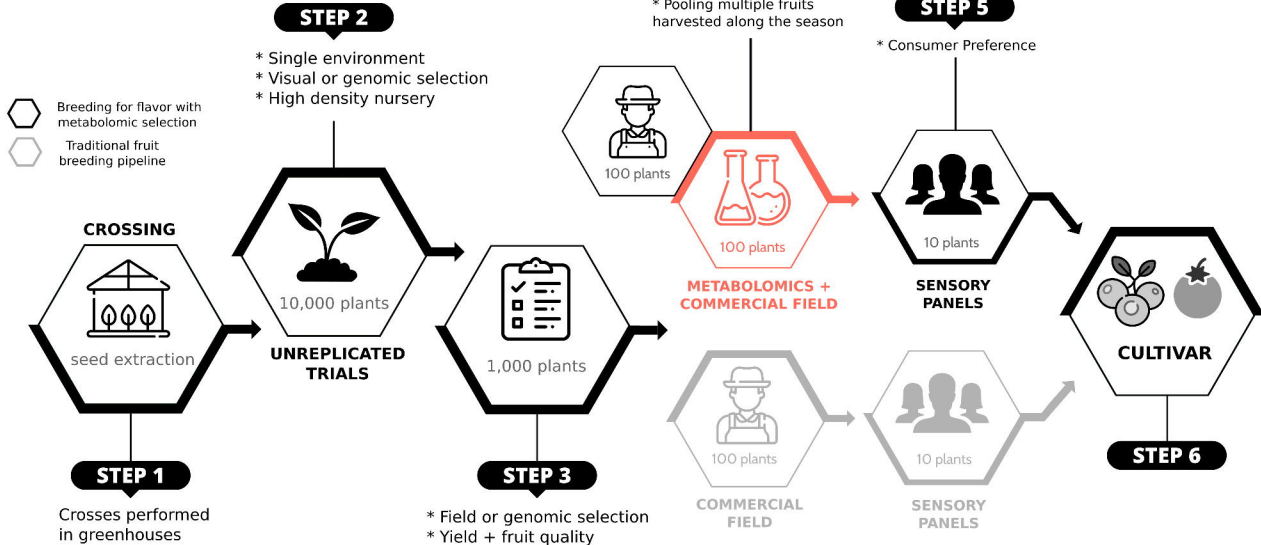 STEP 2
* Single environment
* Visual or genomic selection
* High density nursery
* Pooling multiple fruits
harvested along the season
STEP 5
* Consumer Preference
Breeding for flavor with
metabolomic selection
Traditional fruit
breeding pipeline
CROSSING
seed extraction
STEP 1
Crosses performed
in greenhouses
10,000 plants
UNREPLICATED
TRIALS
1,000 plants
STEP 3
* Field or genomic selection
* Yield + fruit quality
100 plants
100 plants
METABOLOMICS +
COMMERCIAL FIELD
10 plants
SENSORY
PANELS
100 plants
COMMERCIAL
FIELD
10 plants
SENSORY
PANELS
CULTIVAR
STEP 6